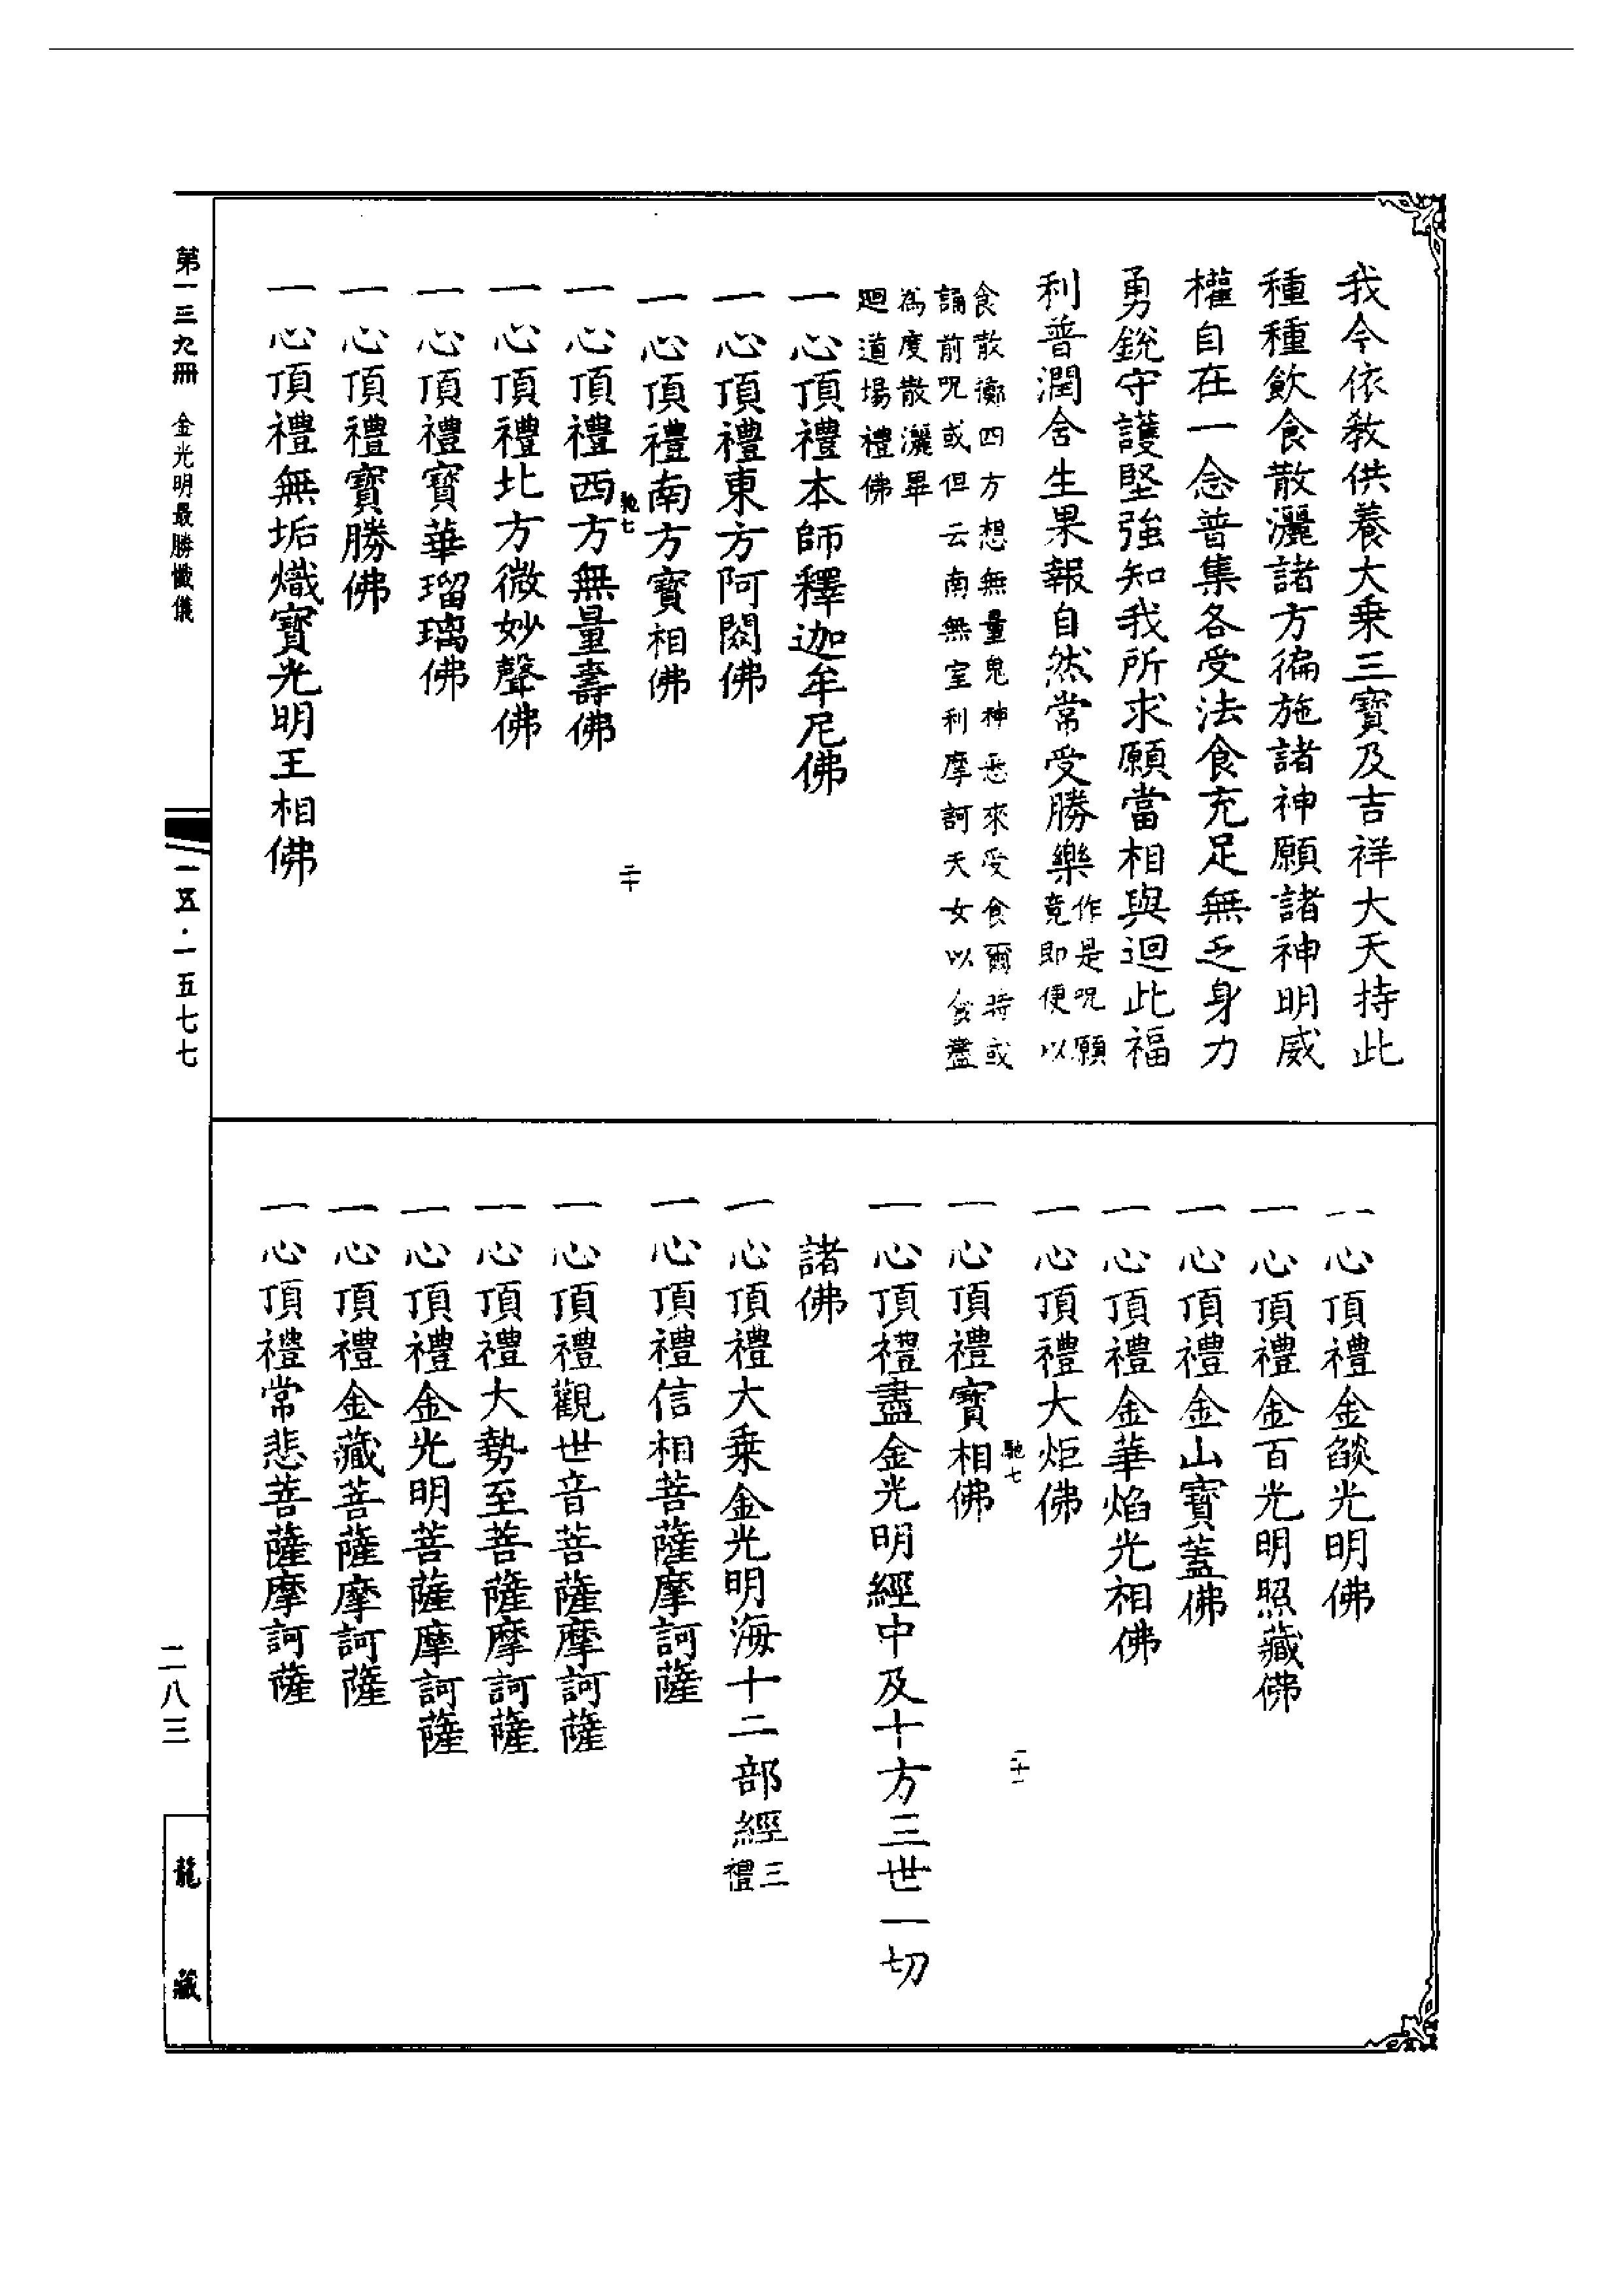 我今依教供養大乗三寶及吉祥大天持此
種種飲食散灑諸方徧施諸神願諸神明威
權自在一念普集各受法食充足無乏身力
勇銳守護堅強知我所求願當相與迴此福
利普潤含生果報自然常受勝樂作是呪願
竟即便以
食散擲四方想無量鬼神悉來受食爾時或
誦前呪或但云南無室利摩訶天女以食盡
為度散灑畢
迴道場禮佛
一心頂禮本師釋迦牟尼佛
一心頂禮東方阿閦佛
一心頂禮南方寶相佛
馳七
二十
一心頂禮西方無量壽佛
一心頂禮北方微妙聲佛
一心頂禮寶華瑠璃佛
一心頂禮寶勝佛
一心頂禮無垢熾寶光明王相佛
一心頂禮金燄光明佛
一心頂禮金百光明照藏佛
一心頂禮金山寶蓋佛
一心頂禮金華焰光相佛
一心頂禮大炬佛
馳七
二十一
一心頂禮寶相佛
一心頂禮盡金光明經中及十方三世一切
諸佛
一心頂禮大乗金光明海十二部經三禮
一心頂禮信相菩薩摩訶薩
一心頂禮觀世音菩薩摩訶薩
一心頂禮大勢至菩薩摩訶薩
一心頂禮金光明菩薩摩訶薩
一心頂禮金藏菩薩摩訶薩
一心頂禮常悲菩薩摩訶薩
第一三九冊 金光明最勝懺儀
一五·一五七七
二八三
龍藏